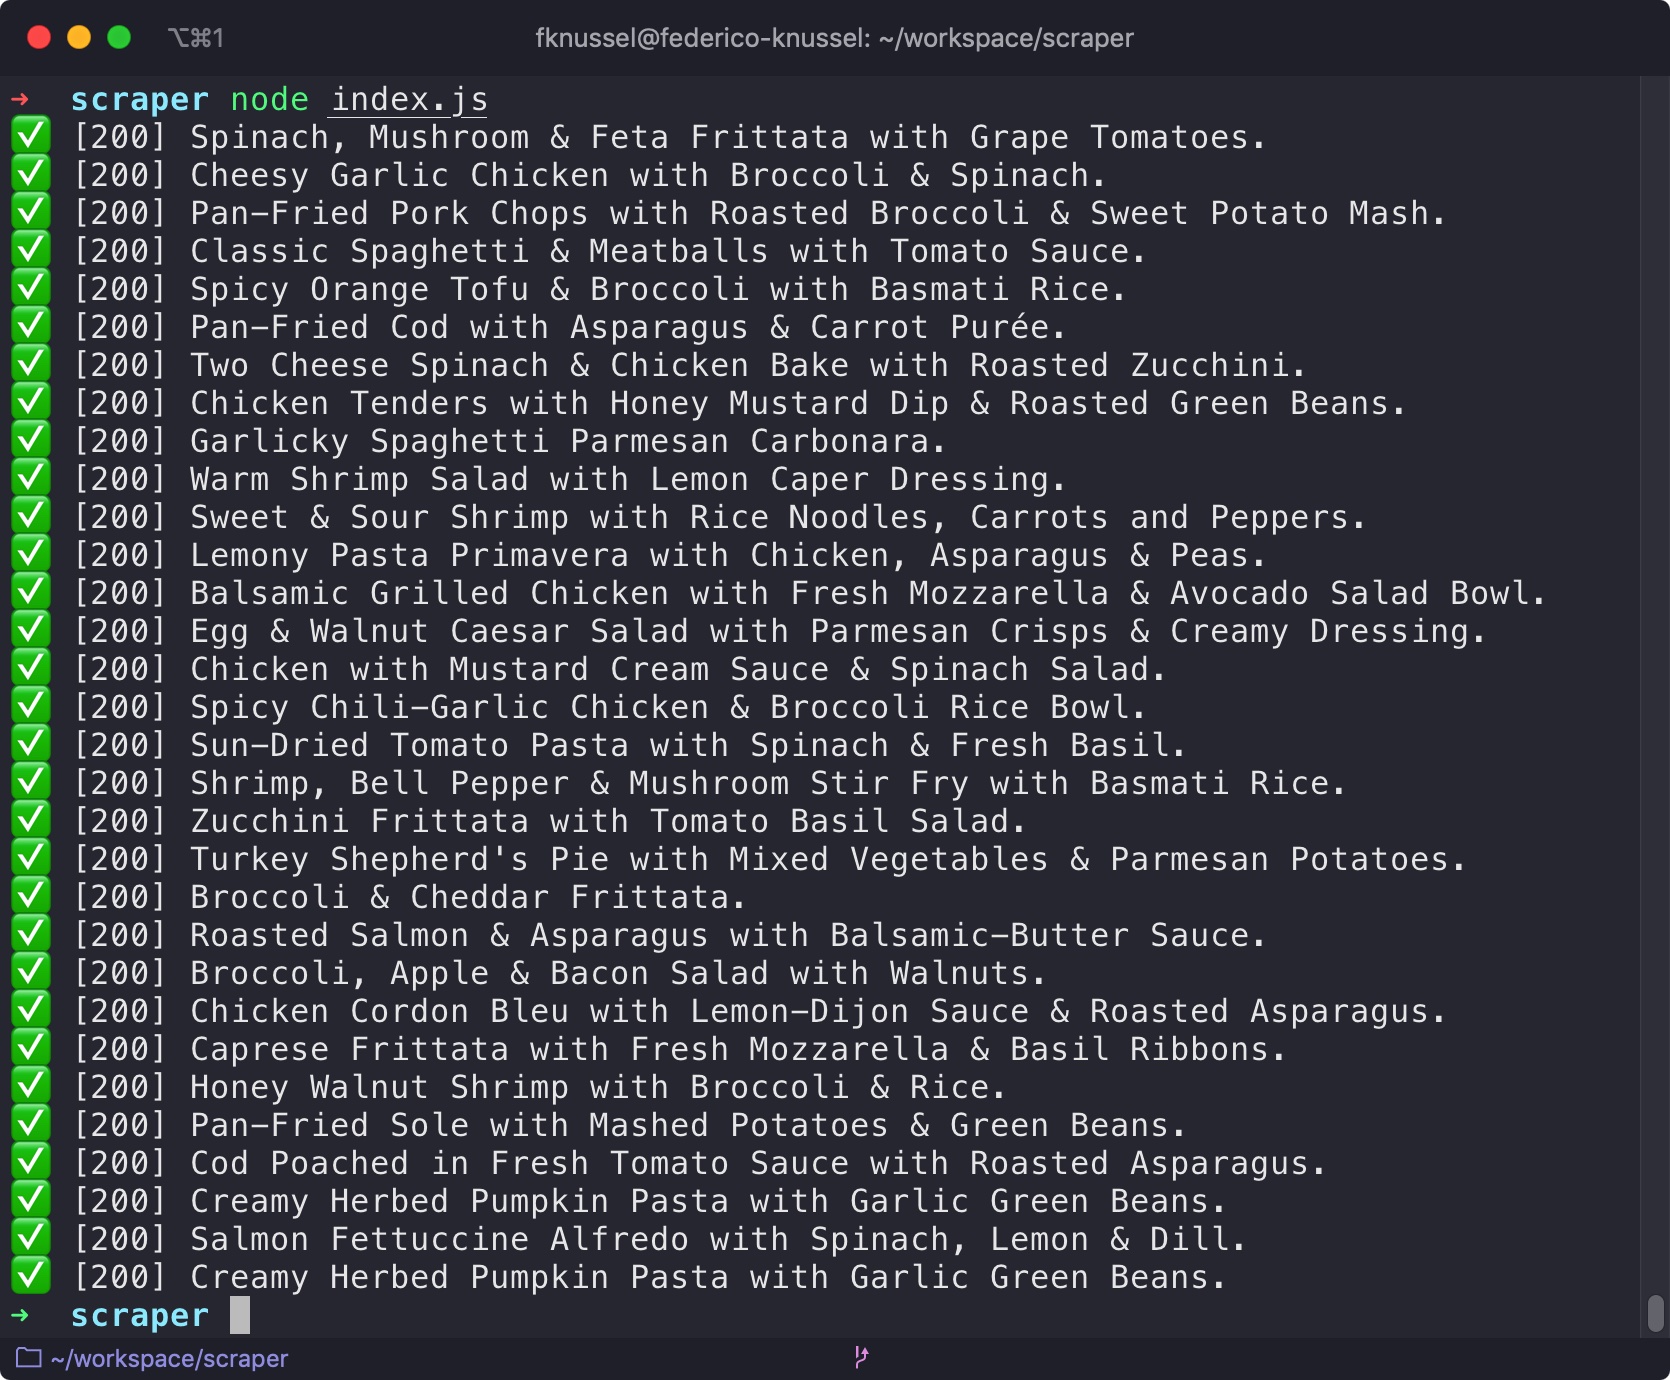 ⌥⌘1
fknussel@federico-knussel: ~/workspace/scraper
➜ scraper node index.js
✅ [200] Spinach, Mushroom & Feta Frittata with Grape Tomatoes.
✅ [200] Cheesy Garlic Chicken with Broccoli & Spinach.
✅ [200] Pan-Fried Pork Chops with Roasted Broccoli & Sweet Potato Mash.
✅ [200] Classic Spaghetti & Meatballs with Tomato Sauce.
✅ [200] Spicy Orange Tofu & Broccoli with Basmati Rice.
✅ [200] Pan-Fried Cod with Asparagus & Carrot Purée.
✅ [200] Two Cheese Spinach & Chicken Bake with Roasted Zucchini.
✅ [200] Chicken Tenders with Honey Mustard Dip & Roasted Green Beans.
✅ [200] Garlicky Spaghetti Parmesan Carbonara.
✅ [200] Warm Shrimp Salad with Lemon Caper Dressing.
✅ [200] Sweet & Sour Shrimp with Rice Noodles, Carrots and Peppers.
✅ [200] Lemony Pasta Primavera with Chicken, Asparagus & Peas.
✅ [200] Balsamic Grilled Chicken with Fresh Mozzarella & Avocado Salad Bowl.
✅ [200] Egg & Walnut Caesar Salad with Parmesan Crisps & Creamy Dressing.
✅ [200] Chicken with Mustard Cream Sauce & Spinach Salad.
✅ [200] Spicy Chili-Garlic Chicken & Broccoli Rice Bowl.
✅ [200] Sun-Dried Tomato Pasta with Spinach & Fresh Basil.
✅ [200] Shrimp, Bell Pepper & Mushroom Stir Fry with Basmati Rice.
✅ [200] Zucchini Frittata with Tomato Basil Salad.
✅ [200] Turkey Shepherd's Pie with Mixed Vegetables & Parmesan Potatoes.
✅ [200] Broccoli & Cheddar Frittata.
✅ [200] Roasted Salmon & Asparagus with Balsamic-Butter Sauce.
✅ [200] Broccoli, Apple & Bacon Salad with Walnuts.
✅ [200] Chicken Cordon Bleu with Lemon-Dijon Sauce & Roasted Asparagus.
✅ [200] Caprese Frittata with Fresh Mozzarella & Basil Ribbons.
✅ [200] Honey Walnut Shrimp with Broccoli & Rice.
✅ [200] Pan-Fried Sole with Mashed Potatoes & Green Beans.
✅ [200] Cod Poached in Fresh Tomato Sauce with Roasted Asparagus.
✅ [200] Creamy Herbed Pumpkin Pasta with Garlic Green Beans.
✅ [200] Salmon Fettuccine Alfredo with Spinach, Lemon & Dill.
✅ [200] Creamy Herbed Pumpkin Pasta with Garlic Green Beans.
➜ scraper
~/workspace/scraper